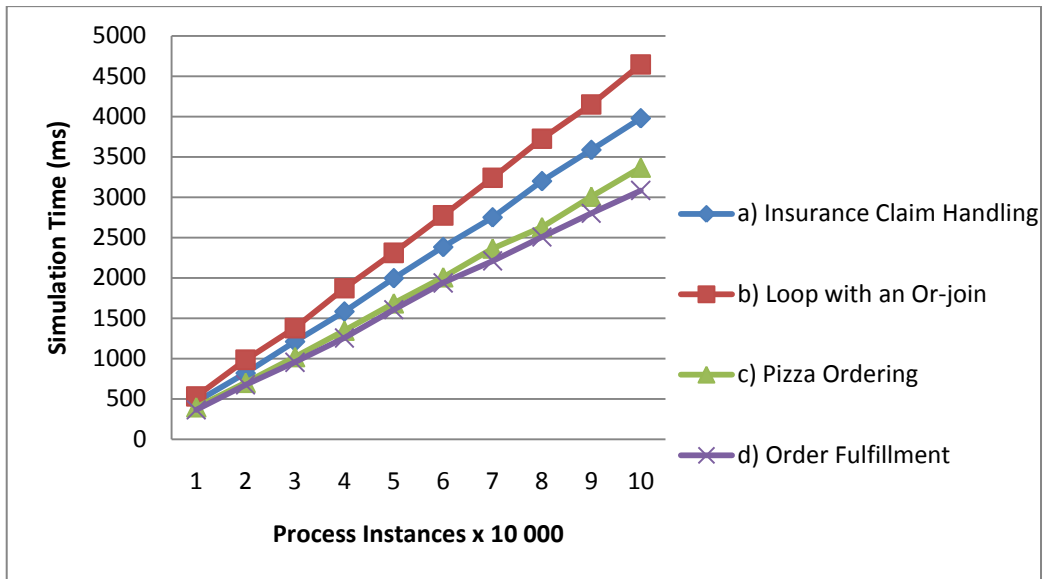 5000
4500
4000
3500
3000
2500
2000
1500
1000
500
0
Simulation Time (ms)
1 2 3 4 5 6 7 8 9 10
Process Instances x 10 000
a) Insurance Claim Handling
b) Loop with an Or-join
c) Pizza Ordering
d) Order Fulfillment